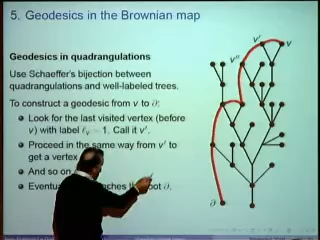 5. Geodesics in the Brownian map
Geodesics in quadrangulations
Use Schaeffer's bijection between
quadrangulations and well-labeled trees.
To construct a geodesic from v to ∂:
Look for the last visited vertex (before
v) with label ℓv − 1. Call it v′.
Proceed in the same way from v′ to
get a vertex
And so on
Eventua ches the root ∂.
v′
v
v″
∂